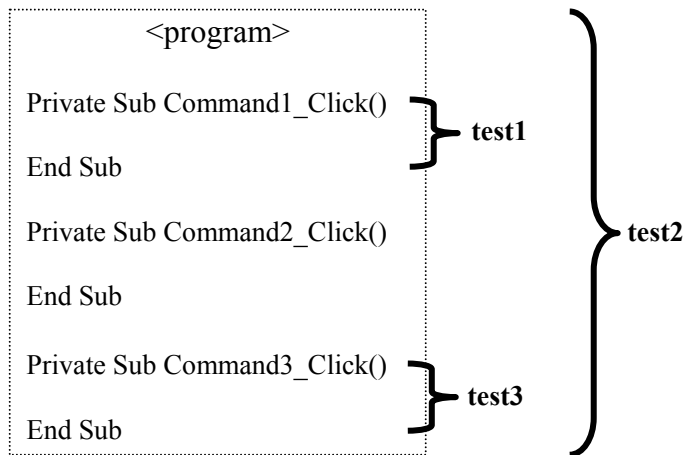 <program>
Private Sub Command1_Click()
test1
End Sub
Private Sub Command2_Click()
test2
End Sub
Private Sub Command3_Click()
test3
End Sub